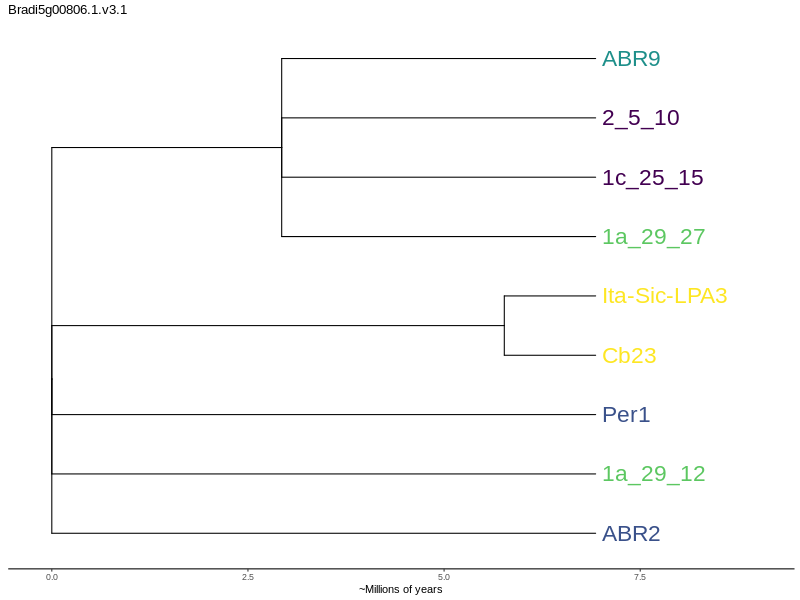 Bradi5g00806.1.v3.1
ABR9
2_5_10
1c_25_15
1a_29_27
Ita-Sic-LPA3
Cb23
Per1
1a_29_12
ABR2
0.0 2.5 5.0 7.5
~Millions of years